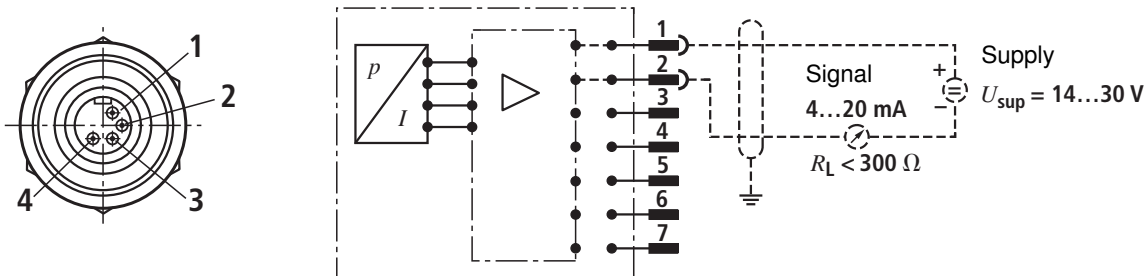 1
2
3
4
p
I
1
2
3
4
5
6
7
Signal
4...20 mA
R_L < 300 Ω
+
−
Supply
U_sup = 14...30 V